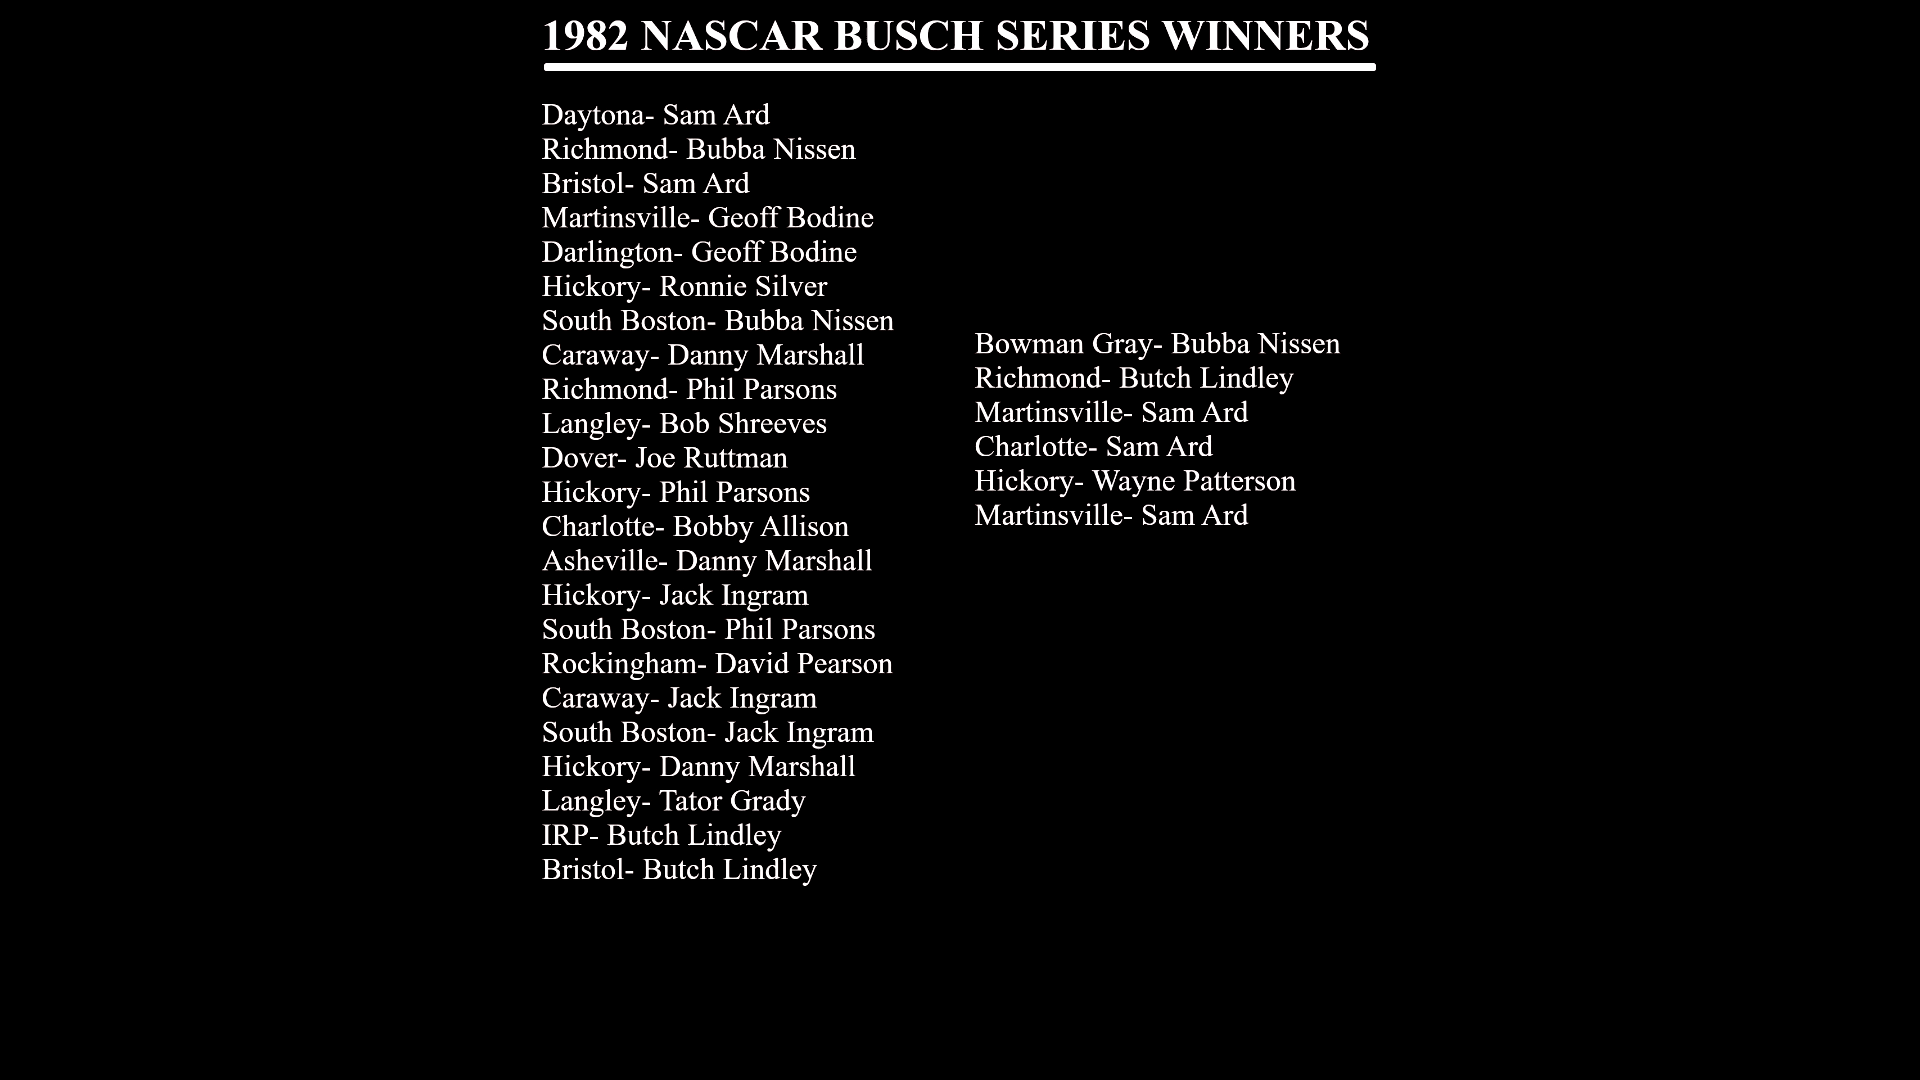 1982 NASCAR BUSCH SERIES WINNERS
Daytona- Sam Ard
Richmond- Bubba Nissen
Bristol- Sam Ard
Martinsville- Geoff Bodine
Darlington- Geoff Bodine
Hickory- Ronnie Silver
South Boston- Bubba Nissen
Caraway- Danny Marshall
Richmond- Phil Parsons
Langley- Bob Shreeves
Dover- Joe Ruttman
Hickory- Phil Parsons
Charlotte- Bobby Allison
Asheville- Danny Marshall
Hickory- Jack Ingram
South Boston- Phil Parsons
Rockingham- David Pearson
Caraway- Jack Ingram
South Boston- Jack Ingram
Hickory- Danny Marshall
Langley- Tator Grady
IRP- Butch Lindley
Bristol- Butch Lindley
Bowman Gray- Bubba Nissen
Richmond- Butch Lindley
Martinsville- Sam Ard
Charlotte- Sam Ard
Hickory- Wayne Patterson
Martinsville- Sam Ard